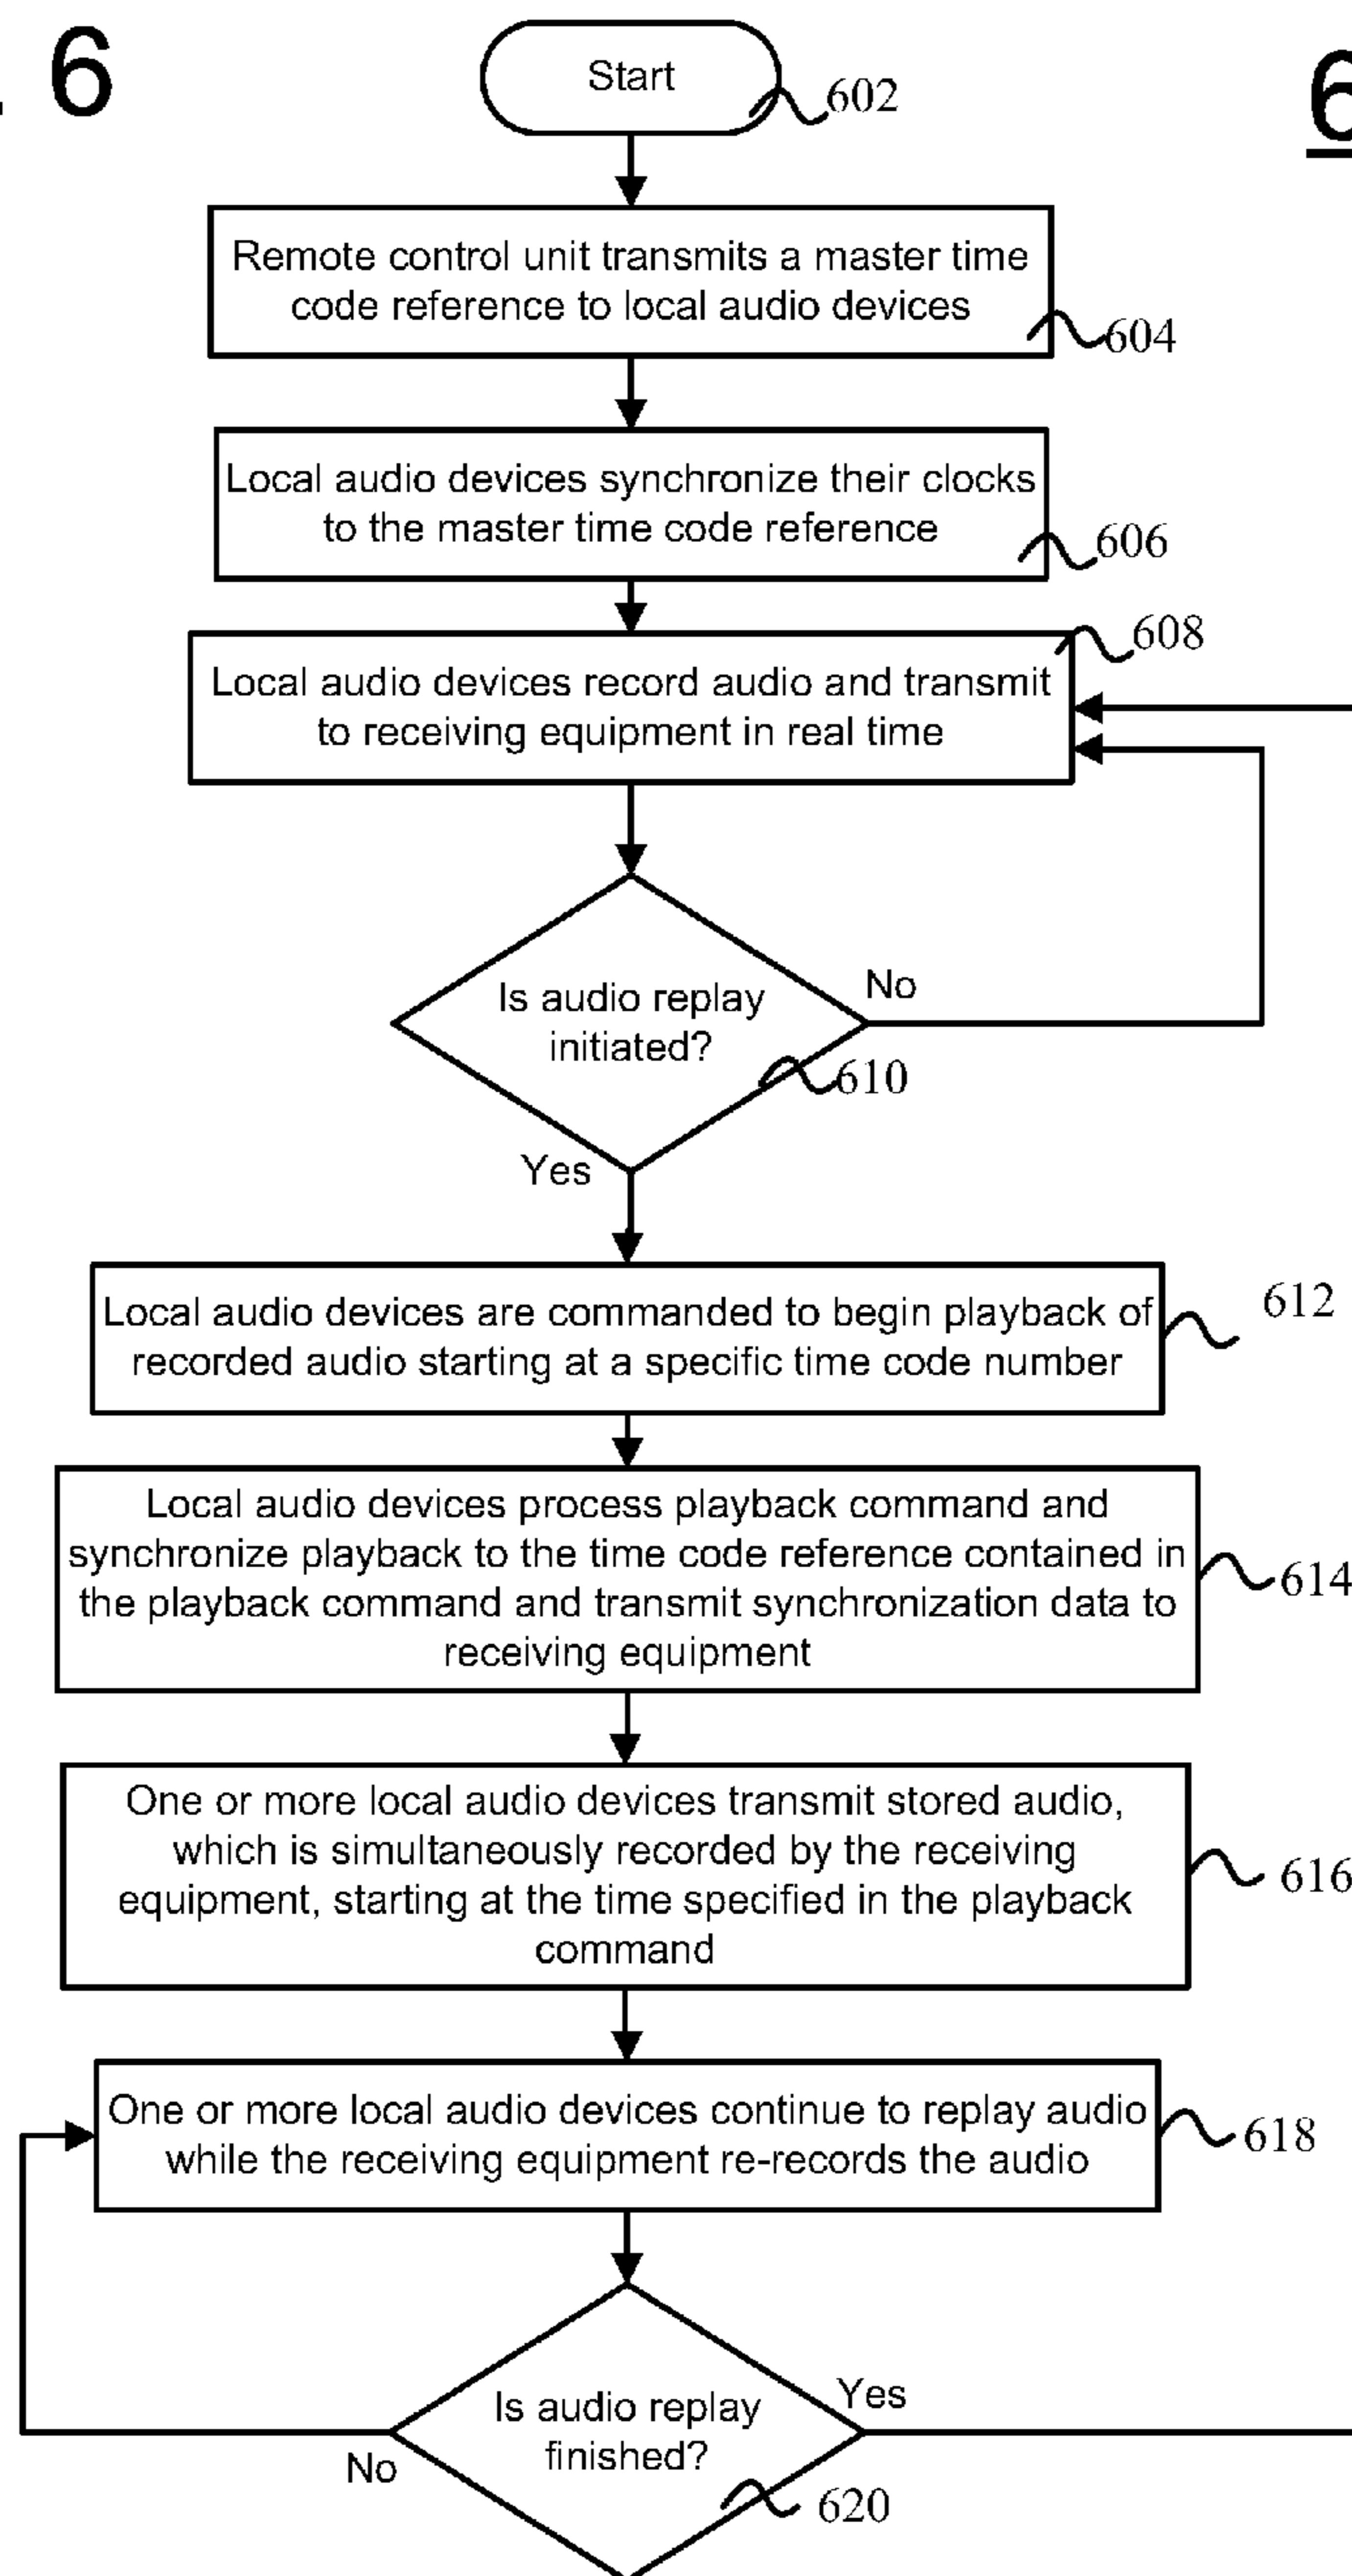 . 6
6
Start
602
Remote control unit transmits a master time
code reference to local audio devices
604
Local audio devices synchronize their clocks
to the master time code reference
606
608
Local audio devices record audio and transmit
to receiving equipment in real time
No
Is audio replay
initiated?
610
Yes
Local audio devices are commanded to begin playback of
recorded audio starting at a specific time code number
612
Local audio devices process playback command and
synchronize playback to the time code reference contained in
the playback command and transmit synchronization data to
receiving equipment
614
One or more local audio devices transmit stored audio,
which is simultaneously recorded by the receiving
equipment, starting at the time specified in the playback
command
616
One or more local audio devices continue to replay audio
while the receiving equipment re-records the audio
618
Yes
Is audio replay
finished?
No
620